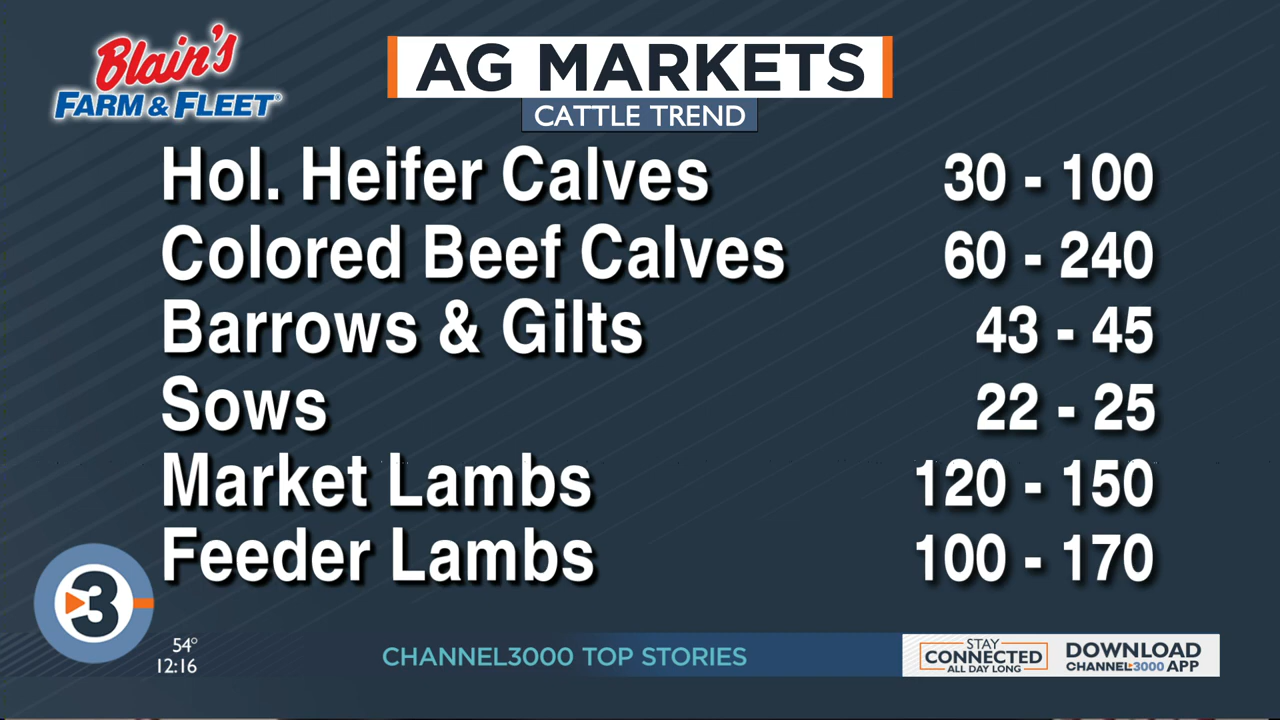 Blain's
FARM & FLEET®
AG MARKETS
CATTLE TREND
Hol. Heifer Calves 30 - 100
Colored Beef Calves 60 - 240
Barrows & Gilts 43 - 45
Sows 22 - 25
Market Lambs 120 - 150
Feeder Lambs 100 - 170
3
54°
12:16
CHANNEL3000 TOP STORIES
STAY
CONNECTED
ALL DAY LONG
DOWNLOAD
CHANNEL3000 APP